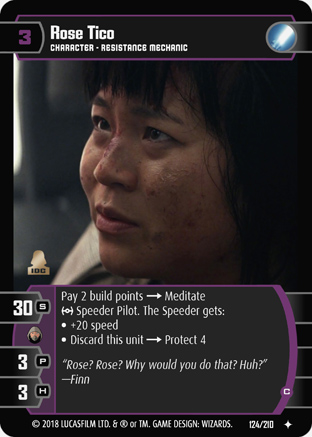 3
Rose Tico
CHARACTER - RESISTANCE MECHANIC
IDC
30 S
3 P
3 H
Pay 2 build points → Meditate
Speeder Pilot. The Speeder gets:
• +20 speed
• Discard this unit → Protect 4
“Rose? Rose? Why would you do that? Huh?”
—Finn
C
© 2018 LUCASFILM LTD. & ® or TM. GAME DESIGN: WIZARDS. 124/210